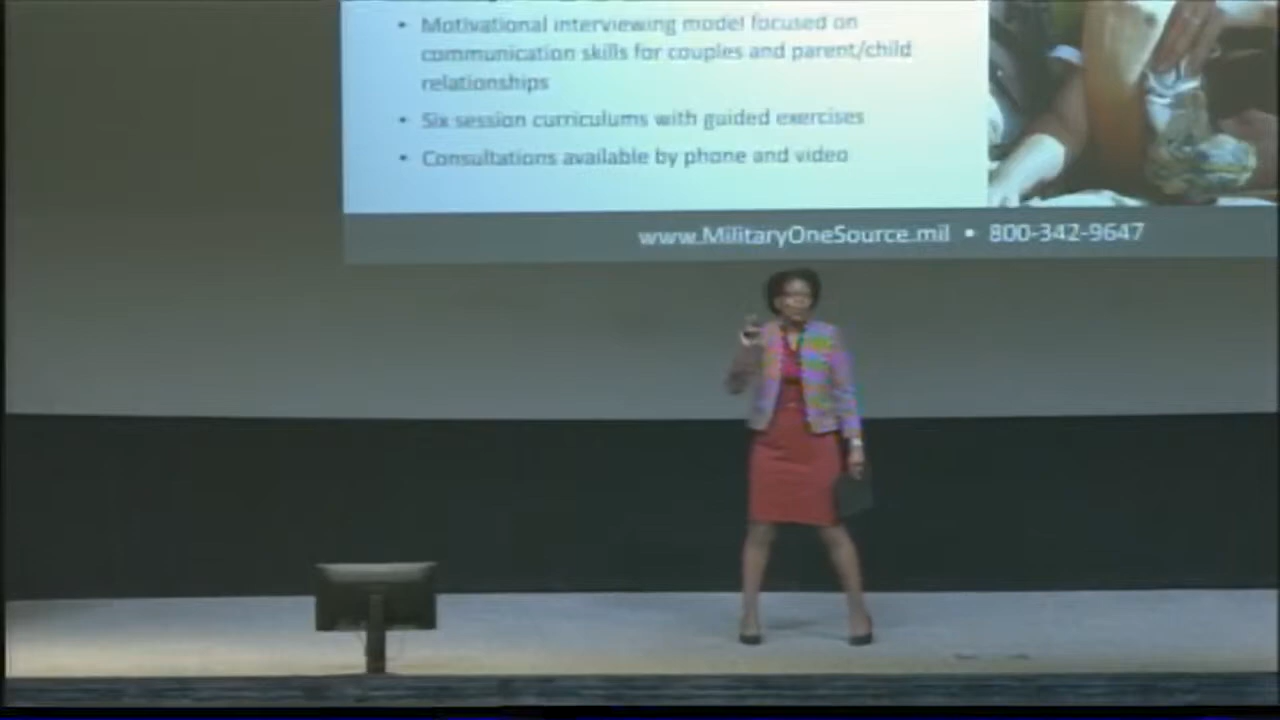 • Motivational interviewing model focused on
communication skills for couples and parent/child
relationships
• Six session curriculums with guided exercises
• Consultations available by phone and video
www.MilitaryOneSource.mil • 800-342-9647